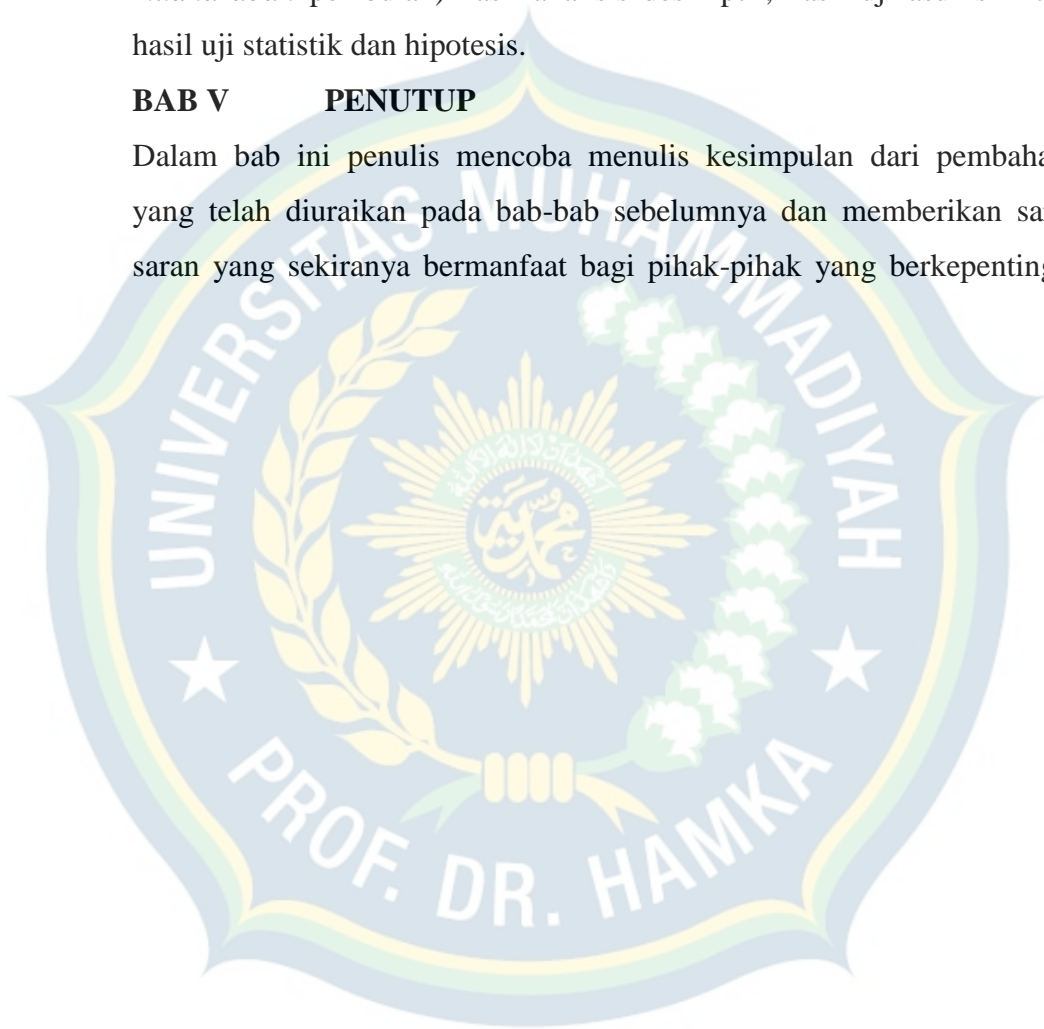 hasil uji statistik dan hipotesis.
BAB V PENUTUP
Dalam bab ini penulis mencoba menulis kesimpulan dari
yang telah diuraikan pada bab-bab sebelumnya dan memberikan
saran yang sekiranya bermanfaat bagi pihak-pihak yang
UNIVERSITAS MUHAMMADIYAH
PROF. DR. HAMKA